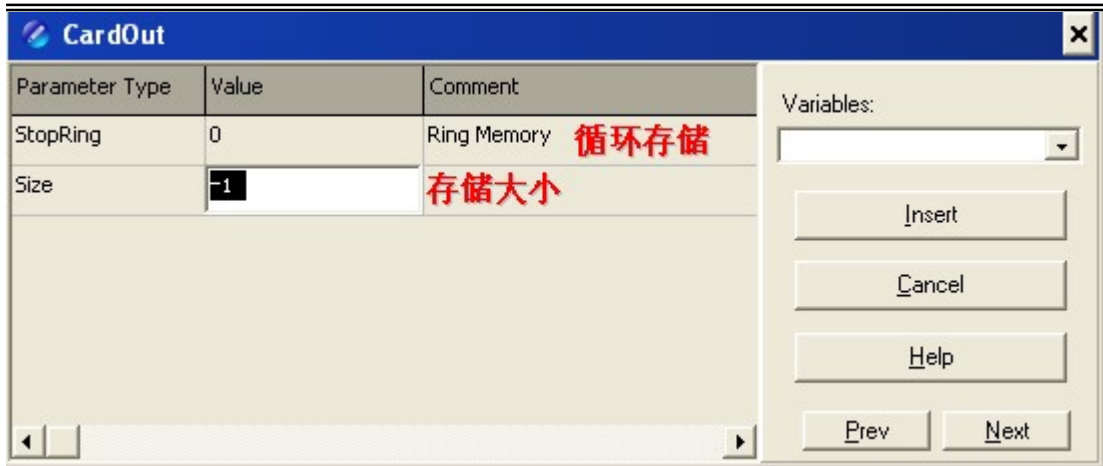 CardOut
Parameter Type Value Comment
StopRing 0 Ring Memory 循环存储
Size -1 存储大小
Variables:
Insert
Cancel
Help
Prev Next